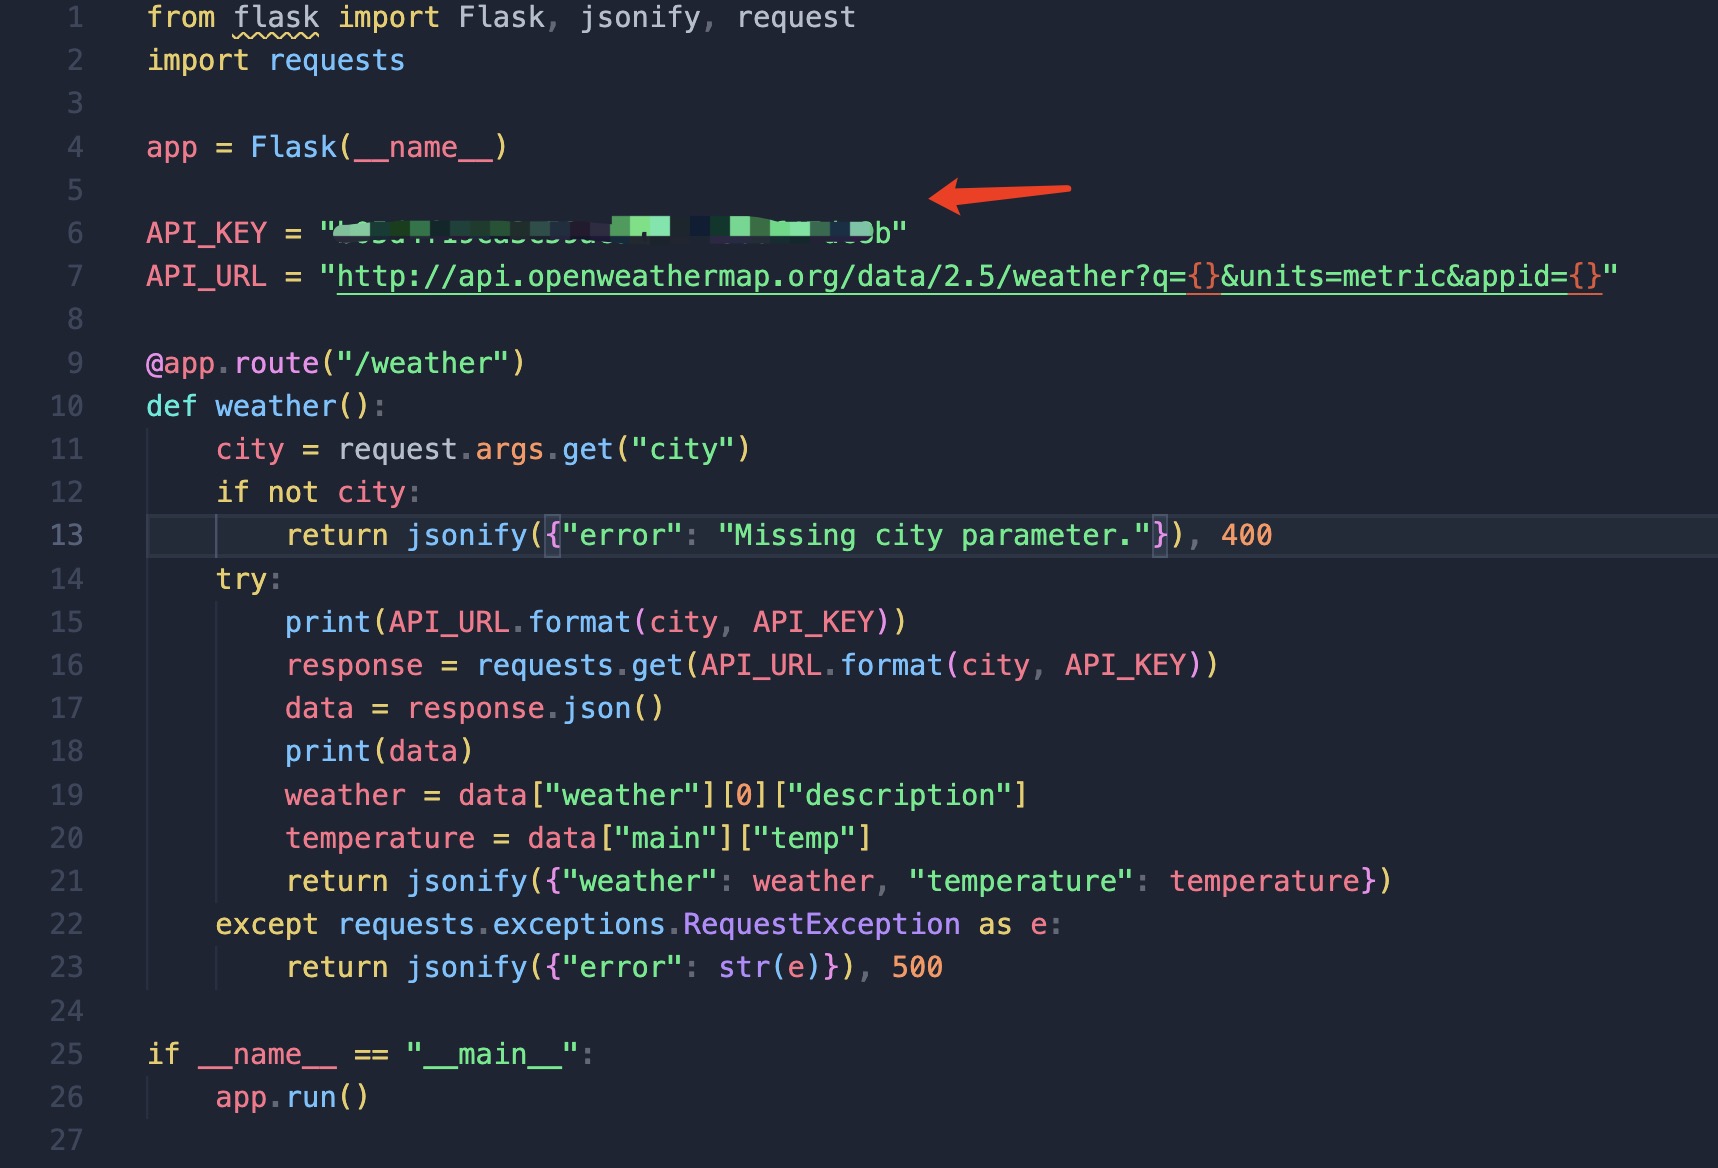 1 from flask import Flask, jsonify, request
2 import requests
3
4 app = Flask(__name__)
5
6 API_KEY = "b"
7 API_URL = "http://api.openweathermap.org/data/2.5/weather?q={}&units=metric&appid={}"
8
9 @app.route("/weather")
10 def weather():
11     city = request.args.get("city")
12     if not city:
13         return jsonify({"error": "Missing city parameter."}), 400
14     try:
15         print(API_URL.format(city, API_KEY))
16         response = requests.get(API_URL.format(city, API_KEY))
17         data = response.json()
18         print(data)
19         weather = data["weather"][0]["description"]
20         temperature = data["main"]["temp"]
21         return jsonify({"weather": weather, "temperature": temperature})
22     except requests.exceptions.RequestException as e:
23         return jsonify({"error": str(e)}), 500
24
25 if __name__ == "__main__":
26     app.run()
27